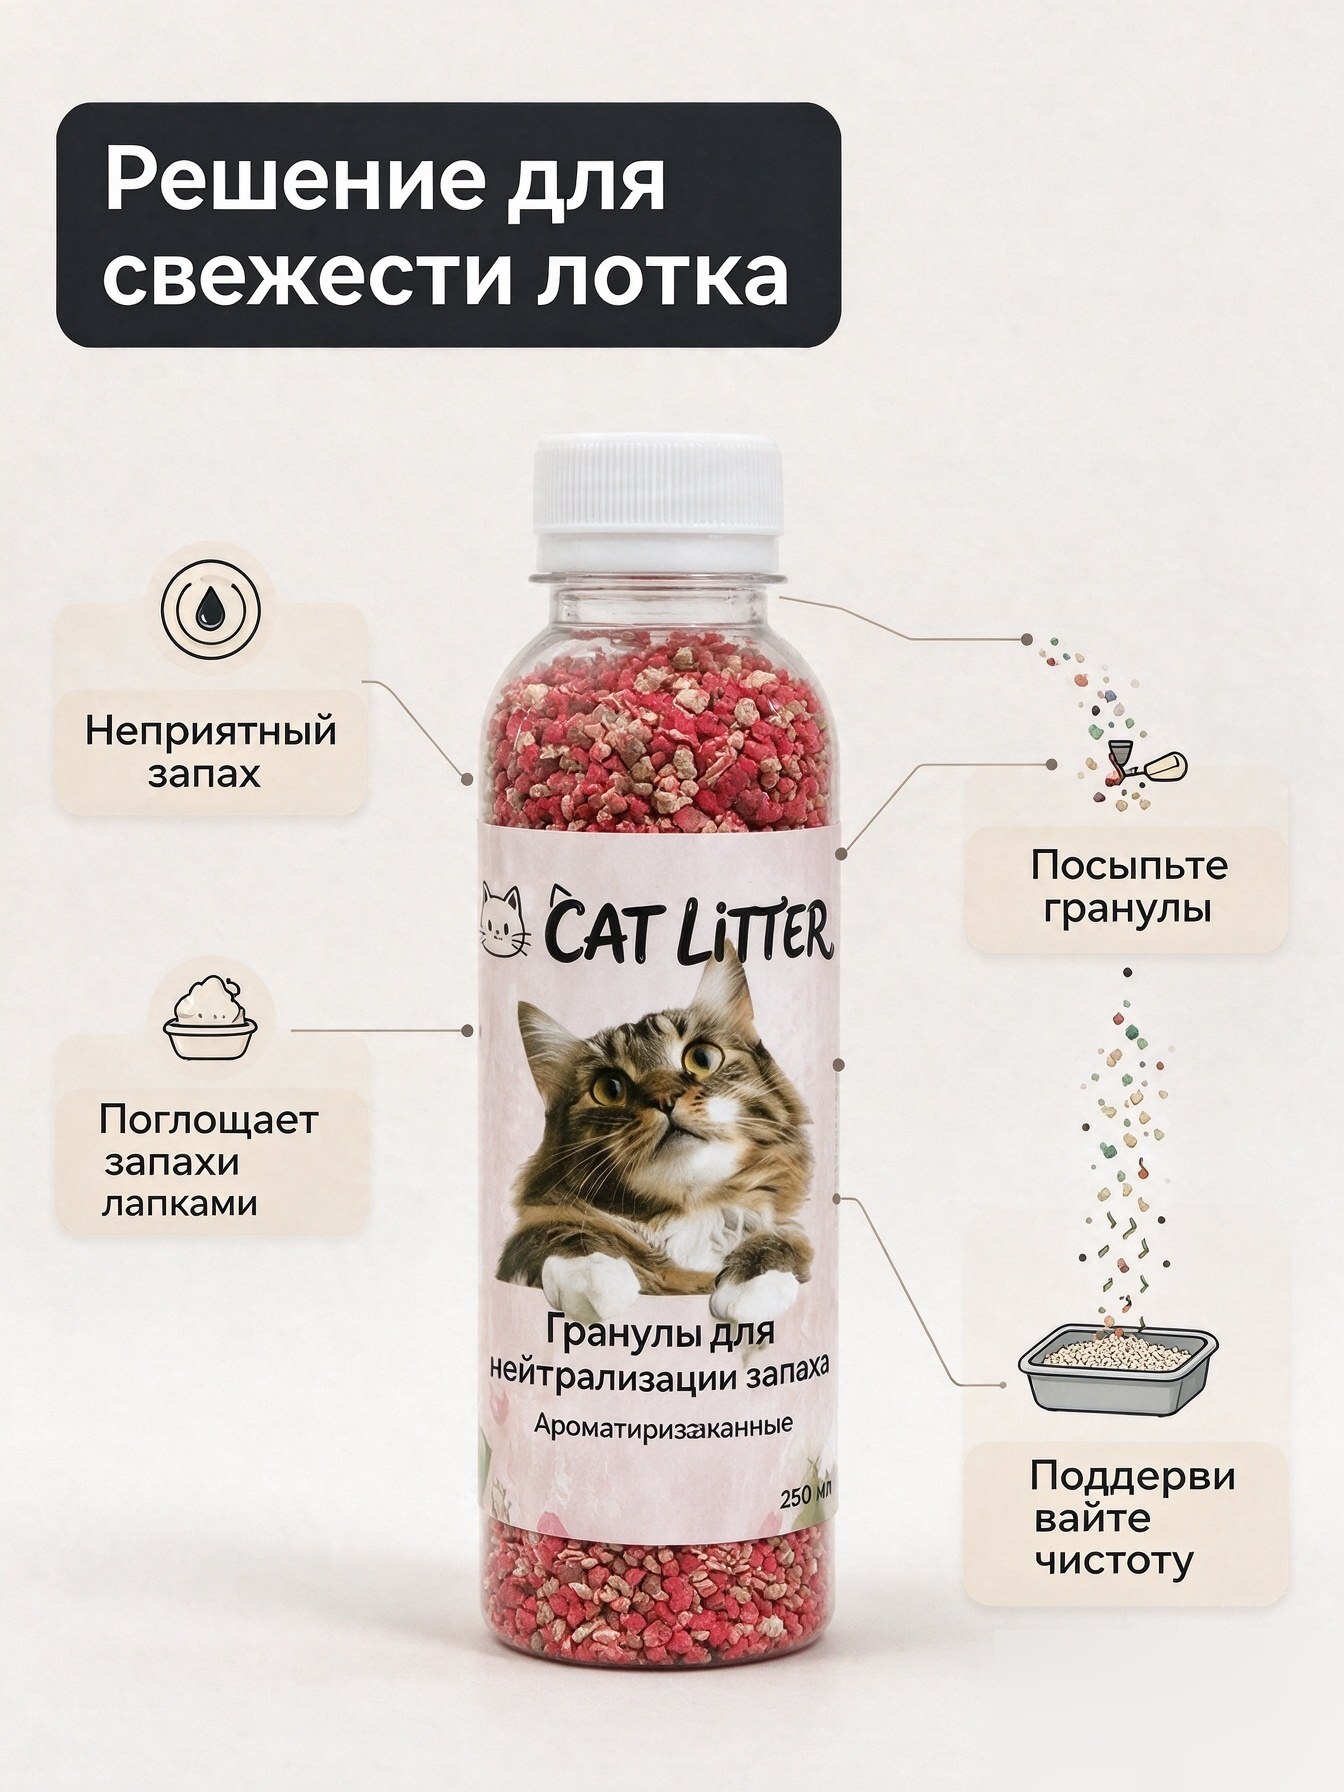 Решение для
свежести лотка
Неприятный
запах
Поглощает
запахи
лапками
CAT LiTTER
Гранулы для
нейтрализации запаха
Ароматиризаканные
250 мл
Посыпьте
гранулы
Поддерви
вайте
чистоту